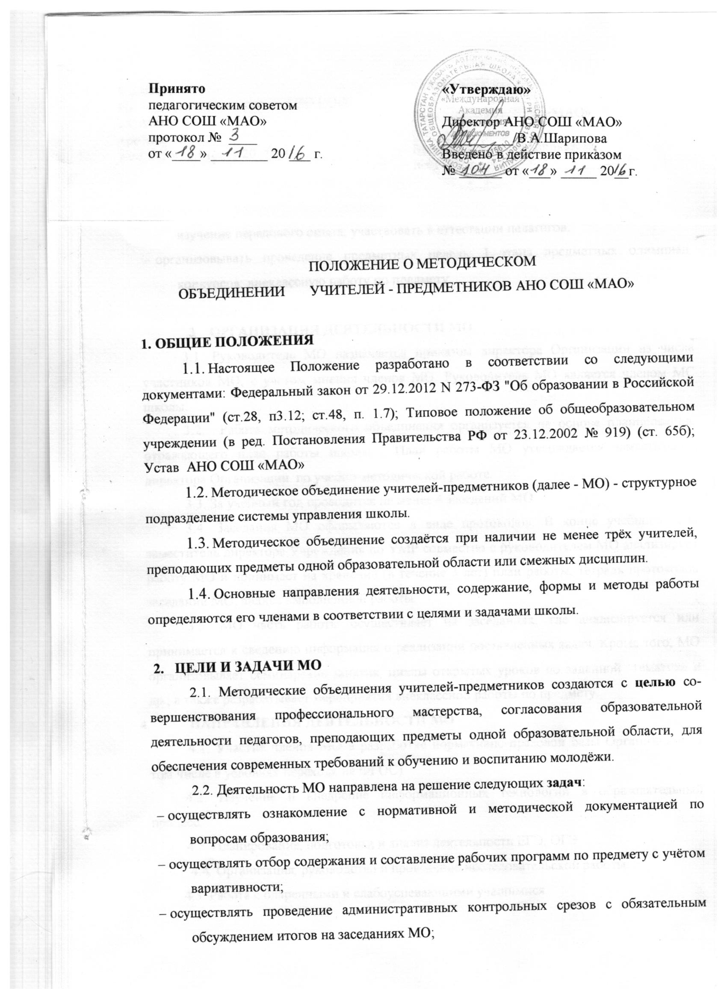 Принято
педагогическим советом
АНО СОШ «МАО»
протокол № 3
от «18» 11 2016 г.
«Утверждаю»
«Международная
Академия
ДОКУМЕНТОВ
Директор АНО СОШ «МАО»
/В.А.Шарипова
Введено в действие приказом
№ 104 от «18» 11 2016г.
ПОЛОЖЕНИЕ О МЕТОДИЧЕСКОМ
ОБЪЕДИНЕНИИ УЧИТЕЛЕЙ - ПРЕДМЕТНИКОВ АНО СОШ «МАО»
1. ОБЩИЕ ПОЛОЖЕНИЯ
1.1. Настоящее Положение разработано в соответствии со следующими
документами: Федеральный закон от 29.12.2012 N 273-ФЗ "Об образовании в Российской
Федерации" (ст.28, п3.12; ст.48, п. 1.7); Типовое положение об общеобразовательном
учреждении (в ред. Постановления Правительства РФ от 23.12.2002 № 919) (ст. 65б);
Устав АНО СОШ «МАО»
1.2. Методическое объединение учителей-предметников (далее - МО) - структурное
подразделение системы управления школы.
1.3. Методическое объединение создаётся при наличии не менее трёх учителей,
преподающих предметы одной образовательной области или смежных дисциплин.
1.4. Основные направления деятельности, содержание, формы и методы работы
определяются его членами в соответствии с целями и задачами школы.
2. ЦЕЛИ И ЗАДАЧИ МО
2.1. Методические объединения учителей-предметников создаются с целью со-
вершенствования профессионального мастерства, согласования образовательной
деятельности педагогов, преподающих предметы одной образовательной области, для
обеспечения современных требований к обучению и воспитанию молодёжи.
2.2. Деятельность МО направлена на решение следующих задач:
– осуществлять ознакомление с нормативной и методической документацией по
вопросам образования;
– осуществлять отбор содержания и составление рабочих программ по предмету с учётом
вариативности;
– осуществлять проведение административных контрольных срезов с обязательным
обсуждением итогов на заседаниях МО;